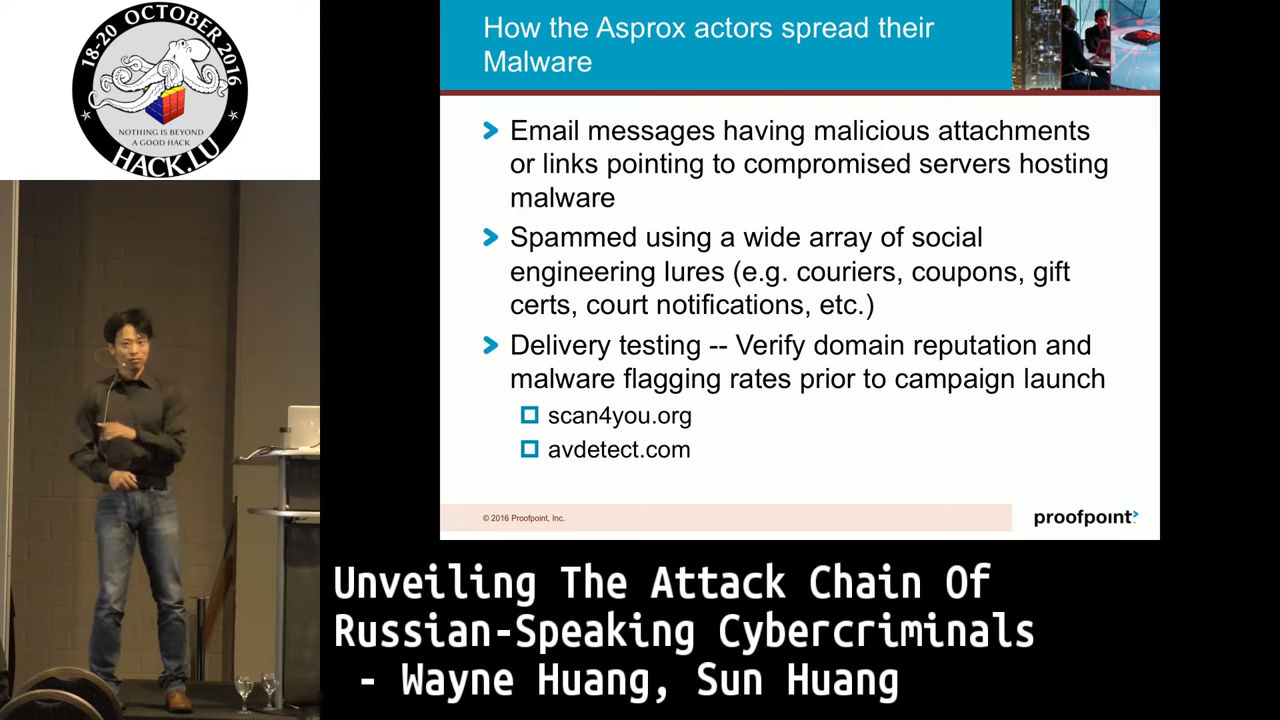 18-20 OCTOBER 2016
NOTHING IS BEYOND
A GOOD HACK
HACK.LU
How the Asprox actors spread their
Malware
Email messages having malicious attachments
or links pointing to compromised servers hosting
malware
Spammed using a wide array of social
engineering lures (e.g. couriers, coupons, gift
certs, court notifications, etc.)
Delivery testing -- Verify domain reputation and
malware flagging rates prior to campaign launch
scan4you.org
avdetect.com
© 2016 Proofpoint, Inc.
proofpoint
Unveiling The Attack Chain Of
Russian-Speaking Cybercriminals
- Wayne Huang, Sun Huang